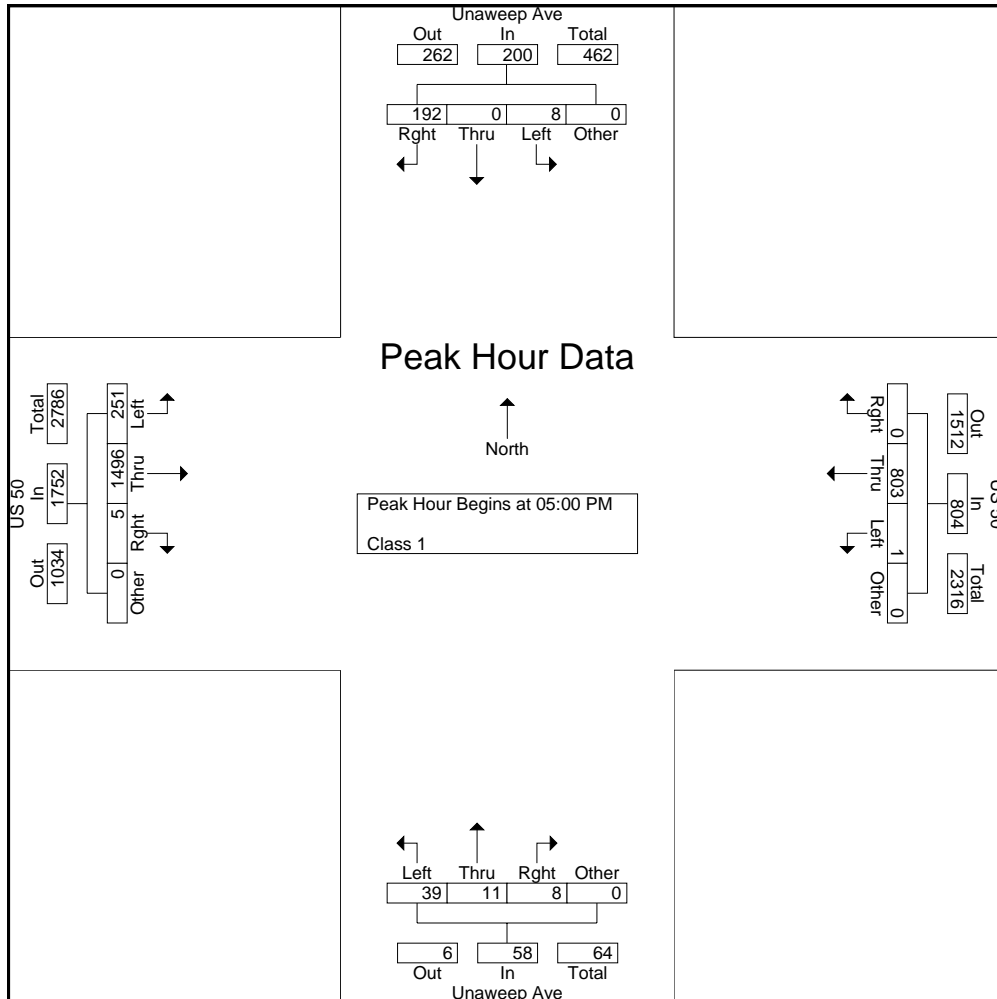 Unaweep Ave
Out In Total
262 200 462
192 0 8 0
Rght Thru Left Other
Peak Hour Data
North
Peak Hour Begins at 05:00 PM
Class 1
US 50
Total In Out
2786 1752 1034
251 1496 5 0
Left Thru Rght Other
Rght Thru Left Other
0 803 1 0
1512 804 2316
Out In Total
US 50
Left Thru Rght Other
39 11 8 0
6 58 64
Out In Total
Unaweep Ave